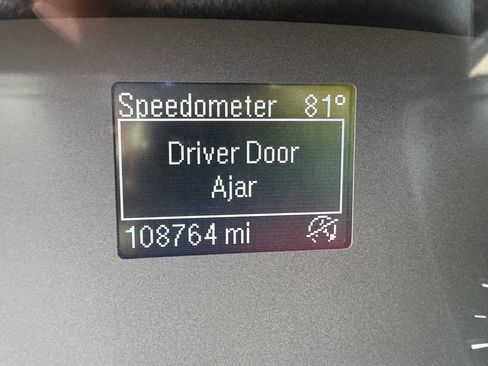 Speedometer 81°
Driver Door
Ajar
108764 mi